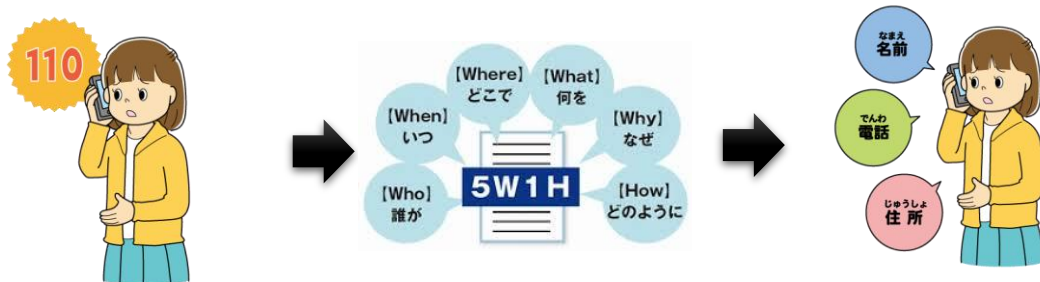 110
【Who】
誰が
【When】
いつ
【Where】
どこで
【What】
何を
【Why】
なぜ
【How】
どのように
5W1H
なまえ
名前
でんわ
電話
じゅうしょ
住所